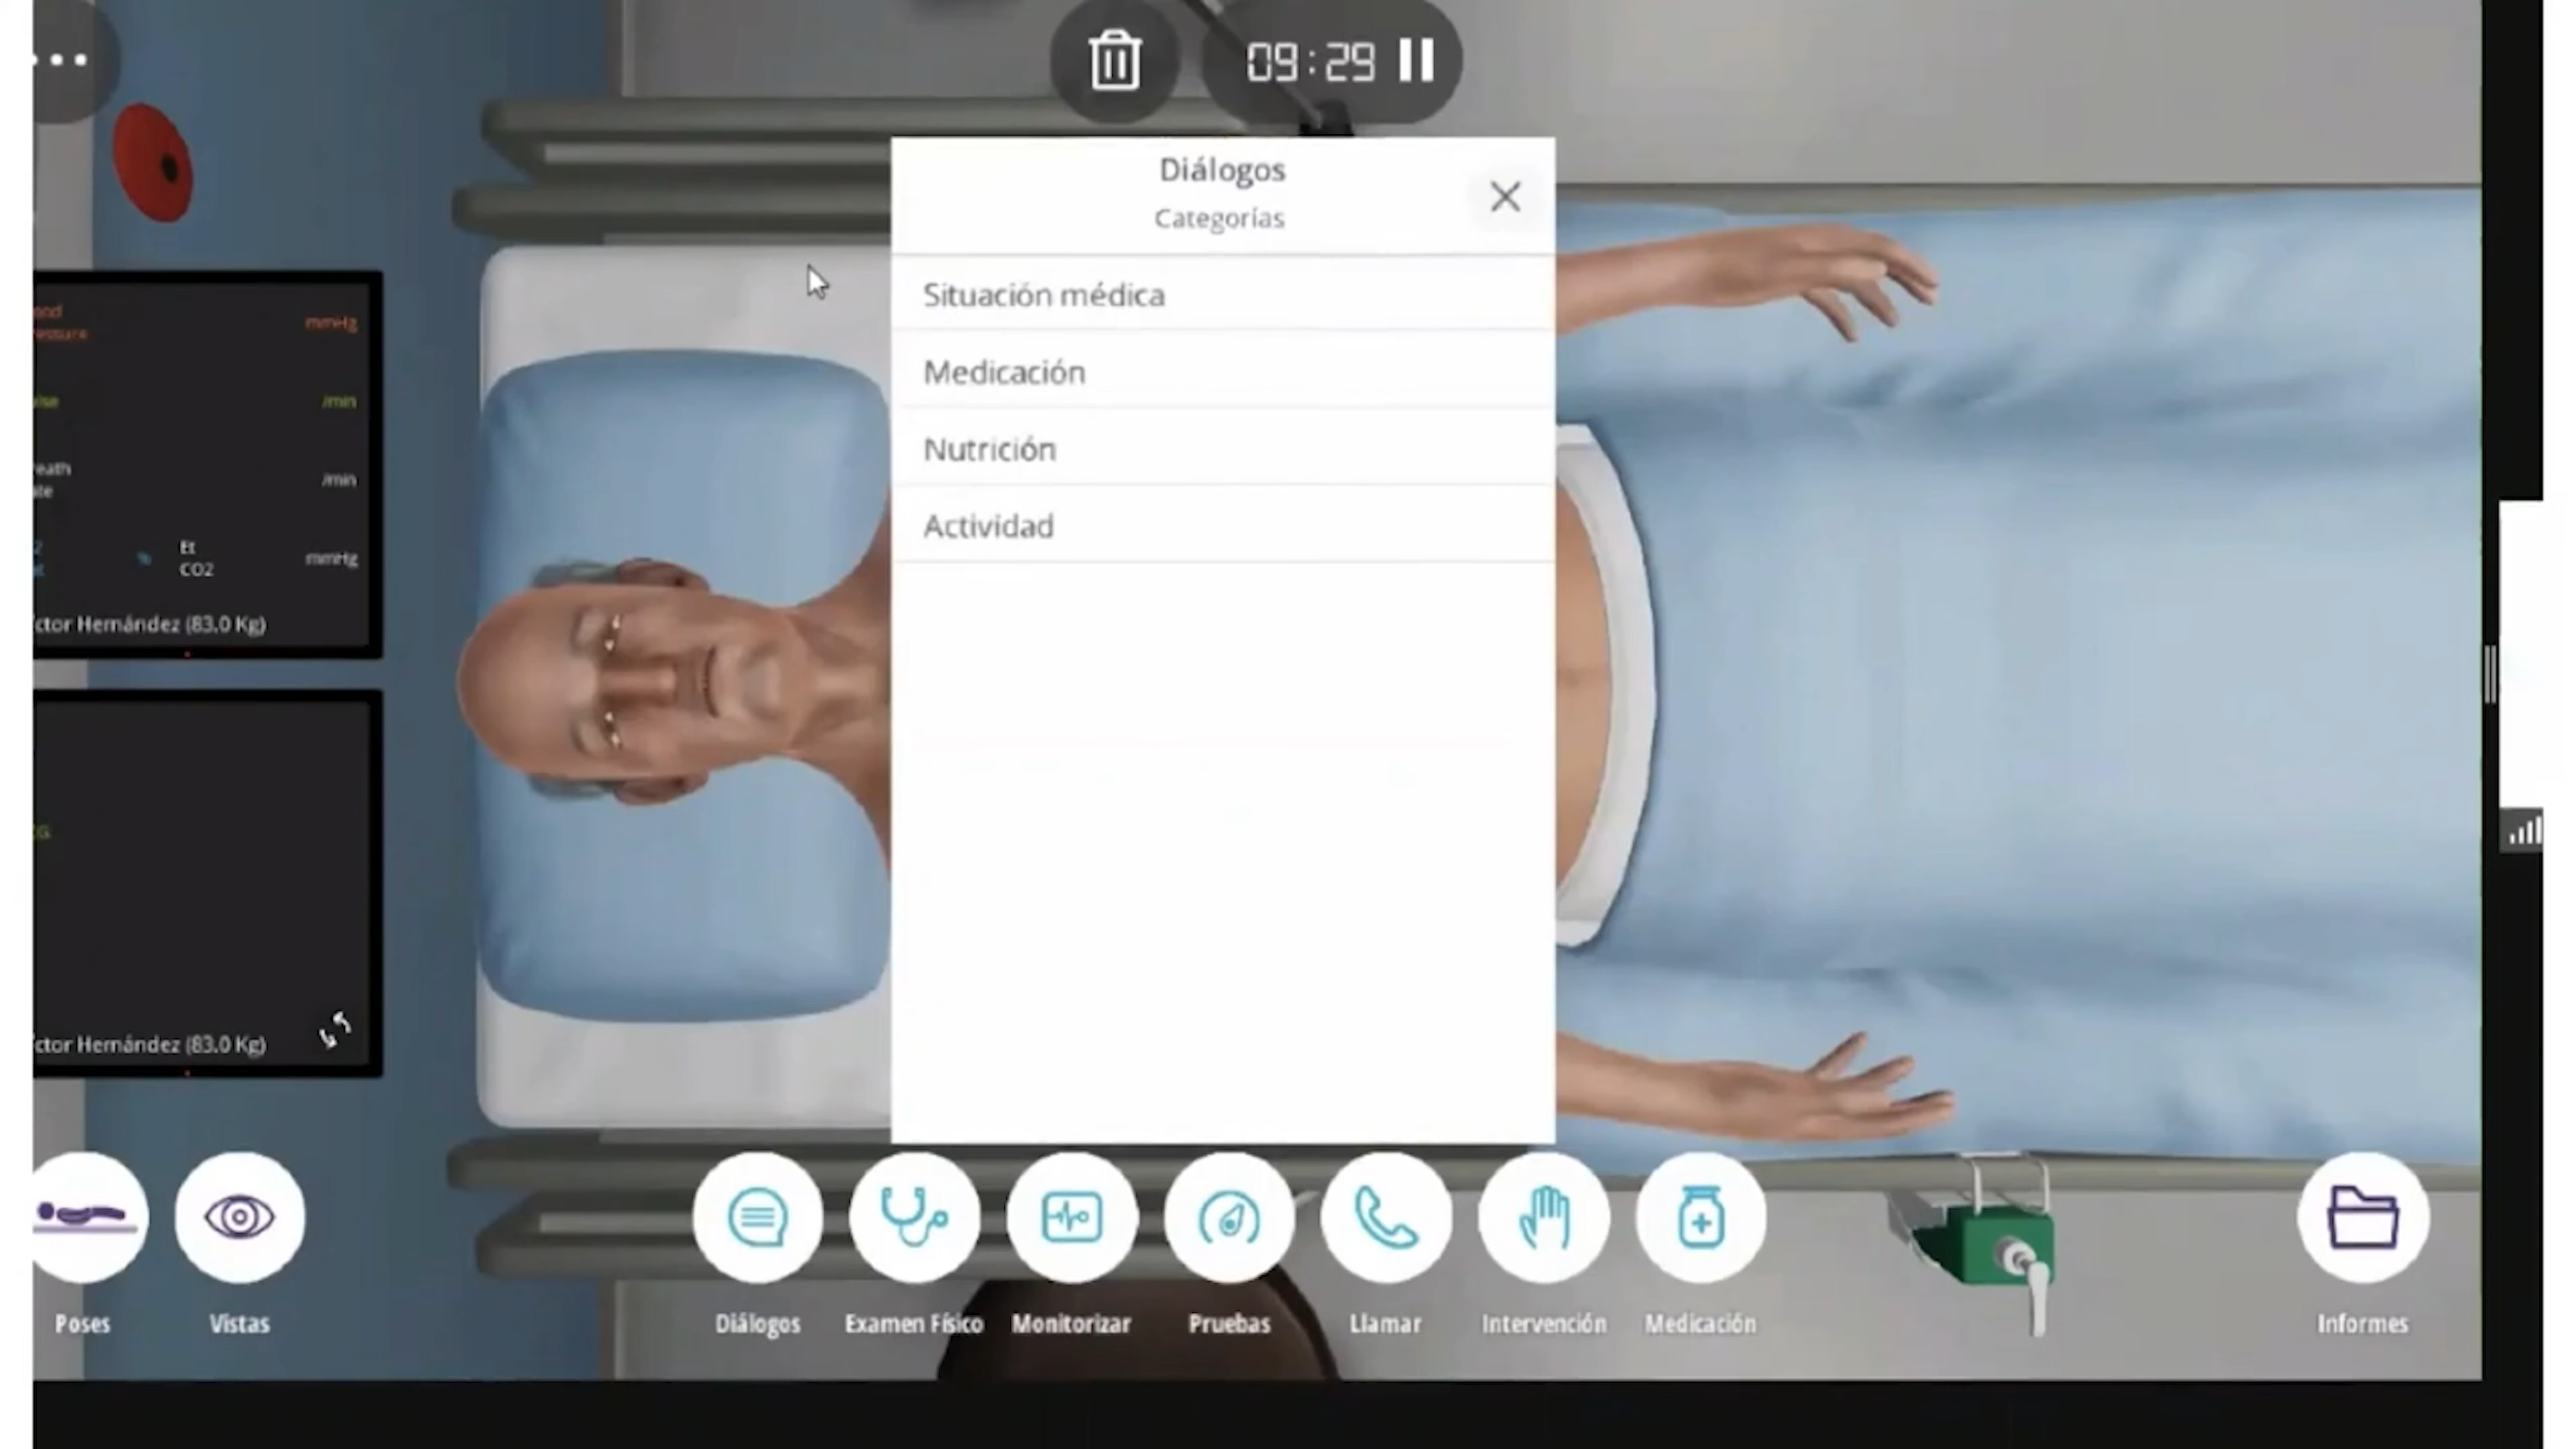 09:29
Diálogos
Categorías
Situación médica
Medicación
Nutrición
Actividad
mmHg
/min
/min
%
Et
CO2
mmHg
ctor Hernández (83.0 Kg)
ctor Hernández (83.0 Kg)
Poses
Vistas
Diálogos
Examen Físico
Monitorizar
Pruebas
Llamar
Intervención
Medicación
Informes